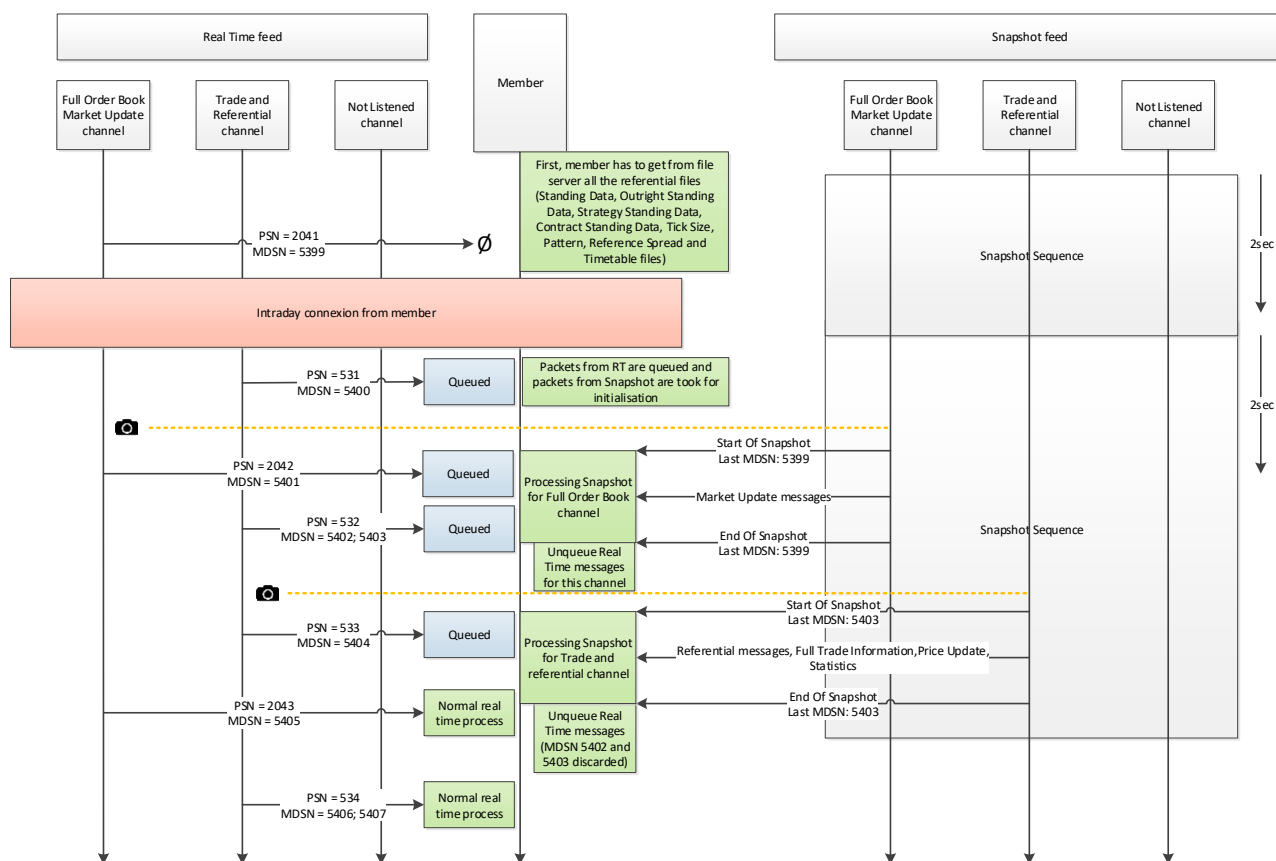 Real Time feed
Member
Snapshot feed
Full Order Book
Market Update
channel
Trade and
Referential
channel
Not Listened
channel
Full Order Book
Market Update
channel
Trade and
Referential
channel
Not Listened
channel
First, member has to get from file
server all the referential files
(Standing Data, Outright Standing
Data, Strategy Standing Data,
Contract Standing Data, Tick Size,
Pattern, Reference Spread and
Timetable files)
PSN = 2041
MDSN = 5399
Ø
Snapshot Sequence
2sec
Intraday connexion from member
PSN = 531
MDSN = 5400
Queued
Packets from RT are queued and
packets from Snapshot are took for
initialisation
2sec
Start Of Snapshot
Last MDSN: 5399
PSN = 2042
MDSN = 5401
Queued
Processing Snapshot
for Full Order Book
channel
Market Update messages
PSN = 532
MDSN = 5402; 5403
Queued
End Of Snapshot
Last MDSN: 5399
Snapshot Sequence
Unqueue Real
Time messages
for this channel
Start Of Snapshot
Last MDSN: 5403
PSN = 533
MDSN = 5404
Queued
Processing Snapshot
for Trade and
referential channel
Referential messages, Full Trade Information,Price Update,
Statistics
End Of Snapshot
Last MDSN: 5403
PSN = 2043
MDSN = 5405
Normal real
time process
Unqueue Real
Time messages
(MDSN 5402 and
5403 discarded)
PSN = 534
MDSN = 5406; 5407
Normal real
time process